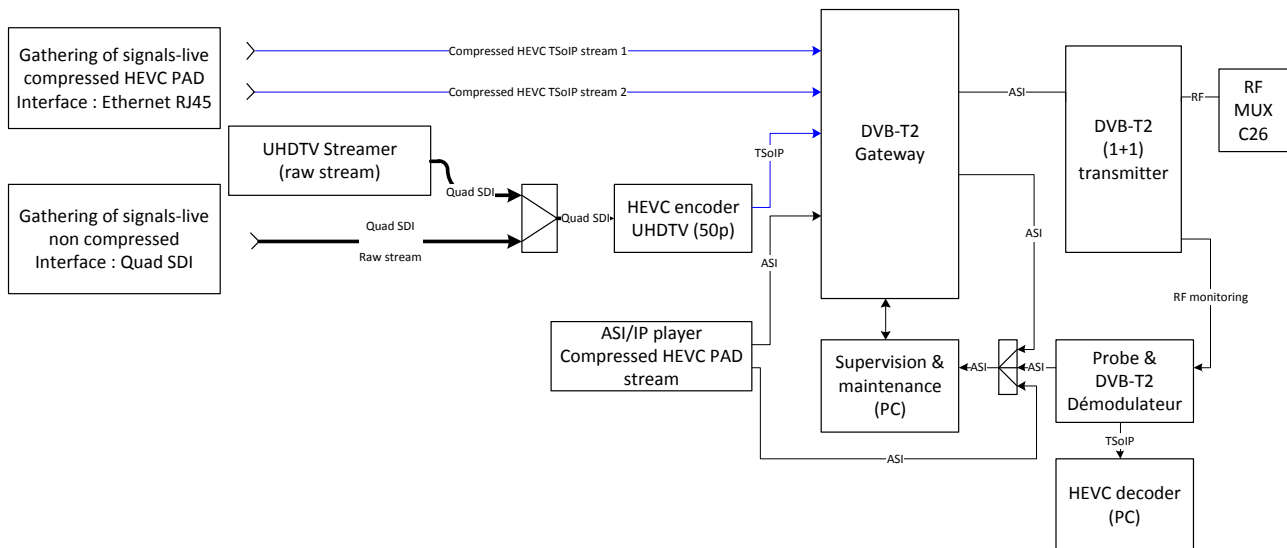 Gathering of signals-live
compressed HEVC PAD
Interface : Ethernet RJ45
Compressed HEVC TSoIP stream 1
Compressed HEVC TSoIP stream 2
UHDTV Streamer
(raw stream)
Quad SDI
Gathering of signals-live
non compressed
Interface : Quad SDI
Quad SDI
Raw stream
Quad SDI
HEVC encoder
UHDTV (50p)
TSoIP
ASI
ASI/IP player
Compressed HEVC PAD
stream
ASI
DVB-T2
Gateway
ASI
ASI
DVB-T2
(1+1)
transmitter
RF
RF
MUX
C26
RF monitoring
Supervision &
maintenance
(PC)
ASI
ASI
Probe &
DVB-T2
Démodulateur
TSoIP
HEVC decoder
(PC)